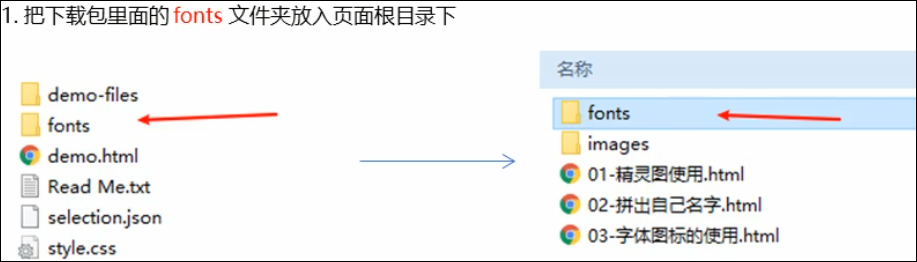 1. 把下载包里面的 fonts 文件夹放入页面根目录下
demo-files
fonts
demo.html
Read Me.txt
selection.json
style.css
名称
fonts
images
01-精灵图使用.html
02-拼出自己名字.html
03-字体图标的使用.html